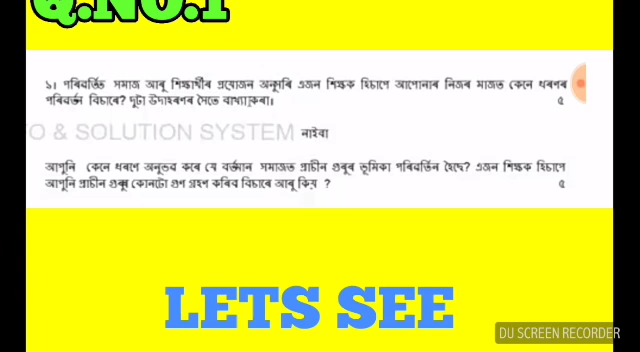 Q.NO.1
১। পৰিবৰ্তিত সমাজ আৰু শিক্ষাৰ্থীৰ প্ৰয়োজন অনুসৰি এজন শিক্ষক হিচাপে আপোনাৰ নিজৰ মাজত কেনে ধৰণৰ
পৰিবৰ্তন বিচাৰে? দুটা উদাহৰণৰ সৈতে ব্যাখ্যা কৰা। ৫
O & SOLUTION SYSTEM নাইবা
আপুনি কেনে ধৰণে অনুভৱ কৰে যে বৰ্তমান সমাজত প্ৰাচীন গুৰুৰ ভূমিকা পৰিবৰ্তিন হৈছে? এজন শিক্ষক হিচাপে
আপুনি প্ৰাচীন গুৰুৰ কোনটো গুণ গ্ৰহণ কৰিব বিচাৰে আৰু কিয় ? ৫
LETS SEE
DU SCREEN RECORDER